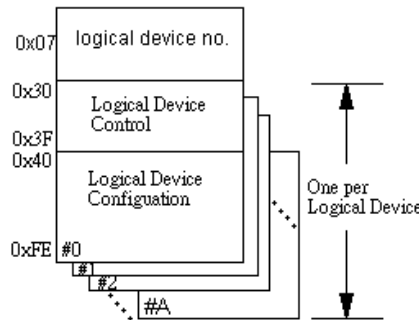 0x07
logical device no.
0x30
Logical Device
Control
0x3F
0x40
Logical Device
Configuation
One per
Logical Device
0xFE
#0
#1
#2
#A